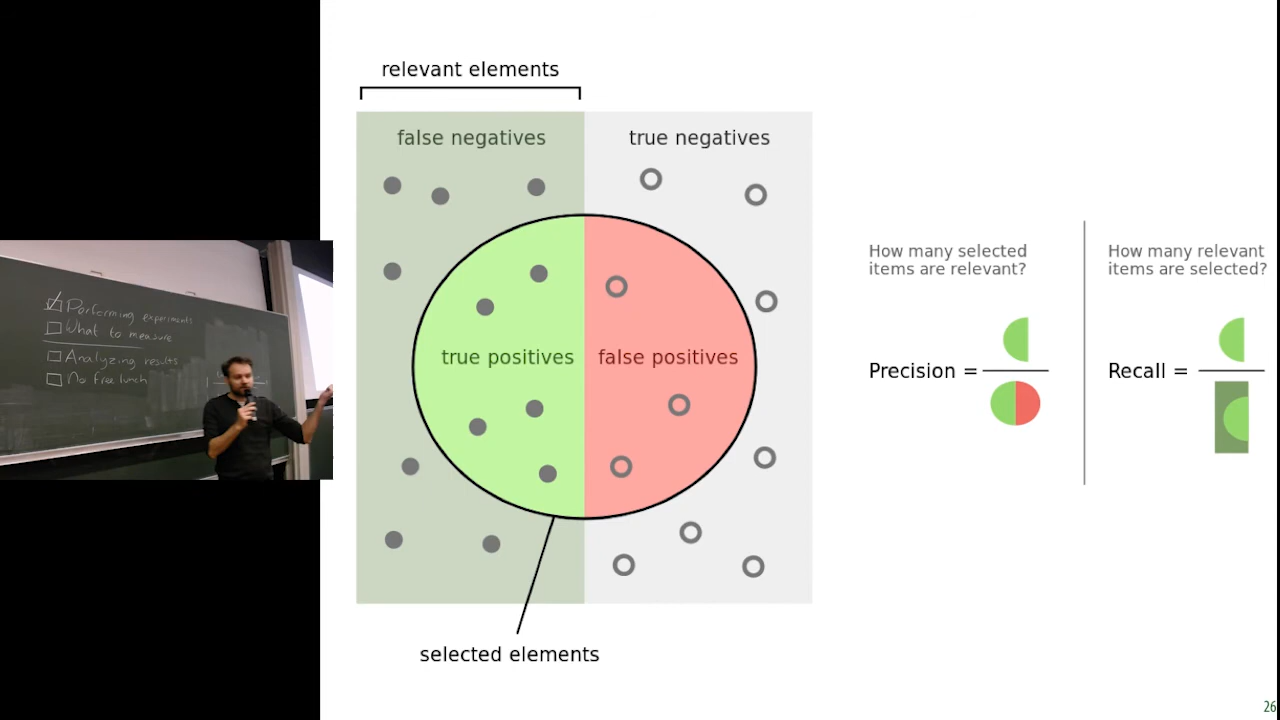 relevant elements
false negatives
true negatives
true positives
false positives
selected elements
How many selected
items are relevant?
Precision =
How many relevant
items are selected?
Recall =
Performing experiments
What to measure
Analyzing results
No free lunch
26